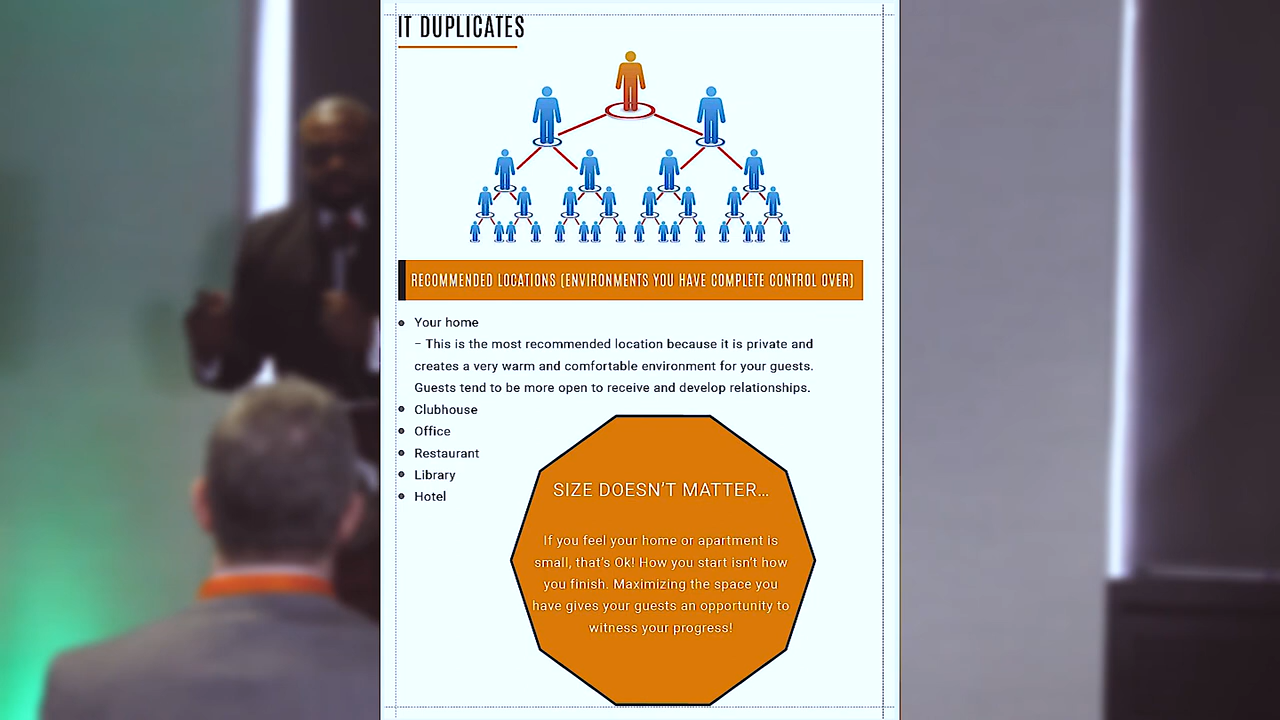 IT DUPLICATES
RECOMMENDED LOCATIONS (ENVIRONMENTS YOU HAVE COMPLETE CONTROL OVER)
Your home
– This is the most recommended location because it is private and
creates a very warm and comfortable environment for your guests.
Guests tend to be more open to receive and develop relationships.
Clubhouse
Office
Restaurant
Library
Hotel
SIZE DOESN'T MATTER...
If you feel your home or apartment is
small, that's Ok! How you start isn't how
you finish. Maximizing the space you
have gives your guests an opportunity to
witness your progress!